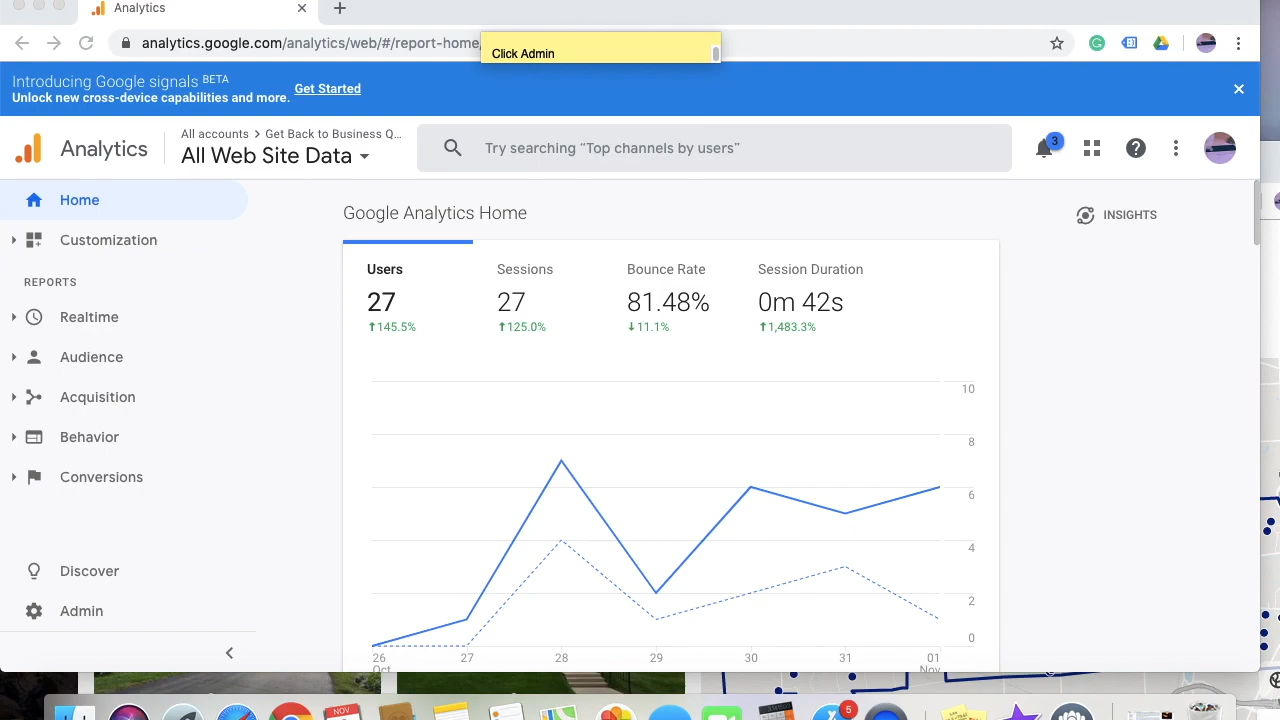 Analytics
analytics.google.com/analytics/web/#/report-home
Click Admin
Introducing Google signals BETA
Unlock new cross-device capabilities and more. Get Started
Analytics
All accounts > Get Back to Business Q...
All Web Site Data
Try searching “Top channels by users”
3
Home
Customization
REPORTS
Realtime
Audience
Acquisition
Behavior
Conversions
Discover
Admin
Google Analytics Home
INSIGHTS
Users Sessions Bounce Rate Session Duration
27 27 81.48% 0m 42s
145.5% 125.0% 11.1% 1,483.3%
10
8
6
4
2
0
26 27 28 29 30 31 01
Oct Nov
NOV
5